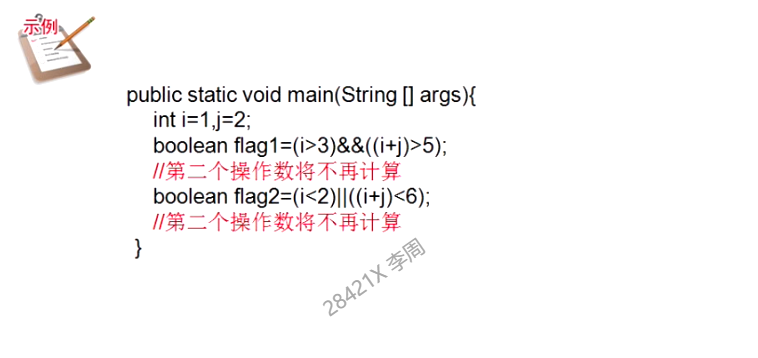 示例
public static void main(String [] args){
int i=1,j=2;
boolean flag1=(i>3)&&((i+j)>5);
//第二个操作数将不再计算
boolean flag2=(i<2)||((i+j)<6);
//第二个操作数将不再计算
}
28421X 李周